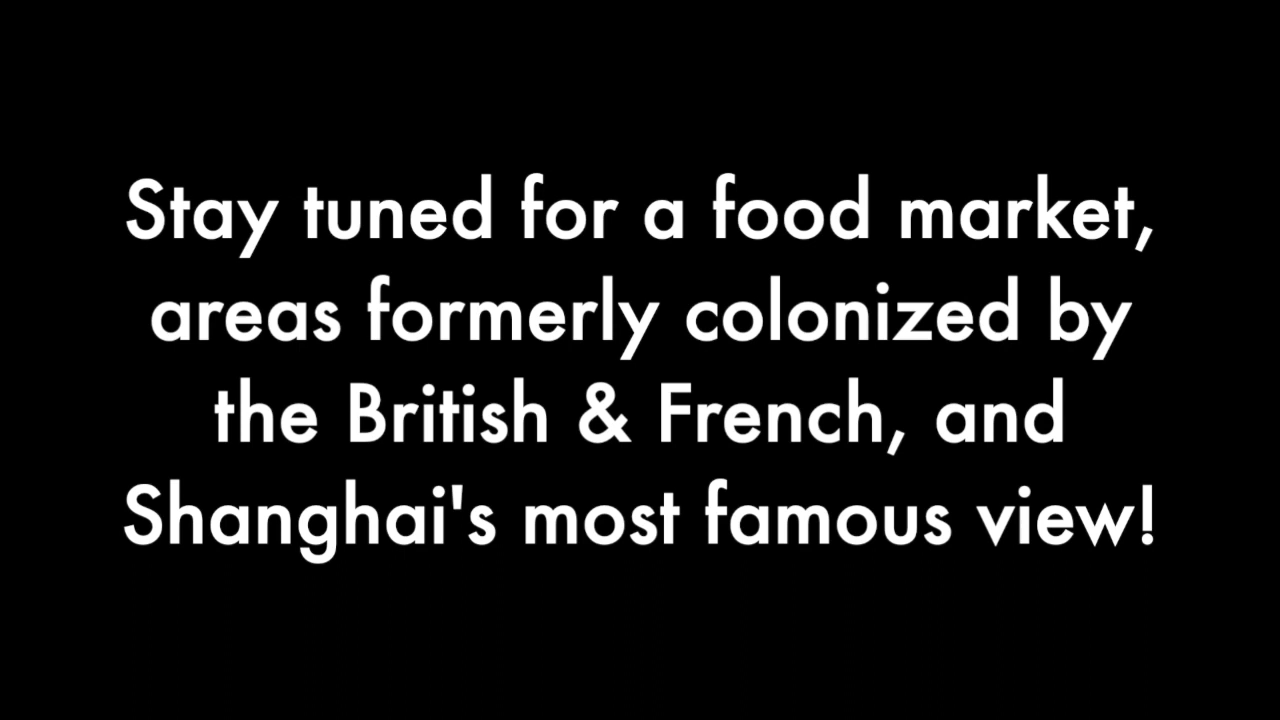 Stay tuned for a food market,
areas formerly colonized by
the British & French, and
Shanghai's most famous view!